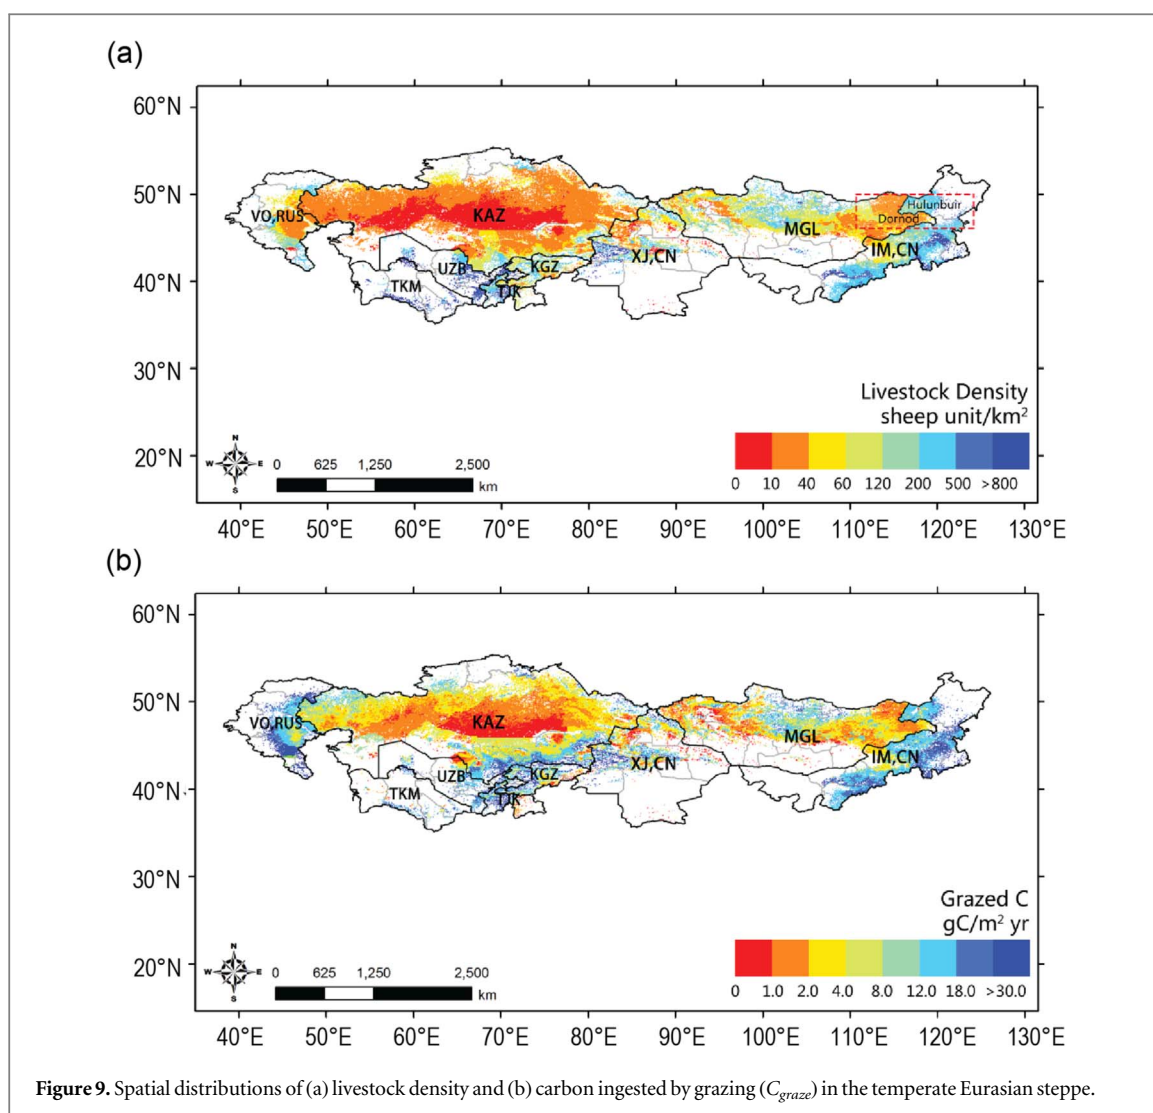 (a)
60°N
50°N
40°N
30°N
20°N
VO,RUS
KAZ
UZB
TKM
KGZ
TJK
XJ,CN
MGL
IM,CN
Hulunbuir
Dornod
Livestock Density
sheep unit/km²
0 10 40 60 120 200 500 >800
N
W E
S
0 625 1,250 2,500
km
40°E 50°E 60°E 70°E 80°E 90°E 100°E 110°E 120°E 130°E
(b)
60°N
50°N
40°N
30°N
20°N
VO,RUS
KAZ
UZB
TKM
KGZ
TJK
XJ,CN
MGL
IM,CN
Grazed C
gC/m² yr
0 1.0 2.0 4.0 8.0 12.0 18.0 >30.0
N
W E
S
0 625 1,250 2,500
km
40°E 50°E 60°E 70°E 80°E 90°E 100°E 110°E 120°E 130°E
Figure 9. Spatial distributions of (a) livestock density and (b) carbon ingested by grazing (Cgraze) in the temperate Eurasian steppe.